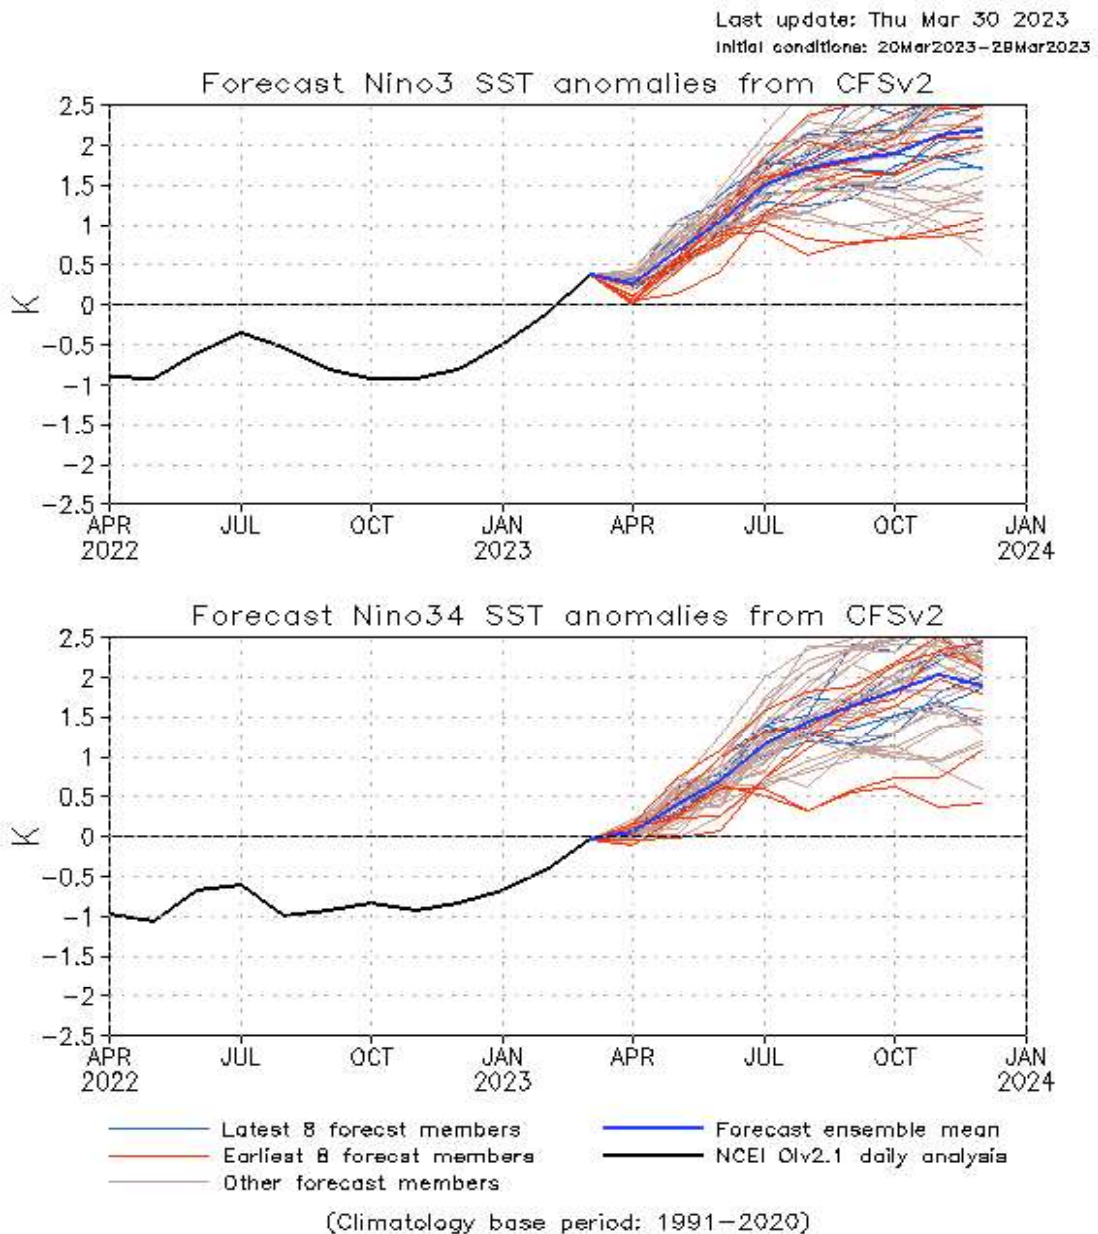 Last update: Thu Mar 30 2023
Initial conditions: 20Mar2023-29Mar2023
Forecast Nino3 SST anomalies from CFSv2
2.5
2
1.5
1
0.5
0
-0.5
-1
-1.5
-2
-2.5
K
APR JUL OCT JAN APR JUL OCT JAN
2022 2023 2024
Forecast Nino34 SST anomalies from CFSv2
2.5
2
1.5
1
0.5
0
-0.5
-1
-1.5
-2
-2.5
K
APR JUL OCT JAN APR JUL OCT JAN
2022 2023 2024
Latest 8 forecst members Forecast ensemble mean
Earliest 8 forecst members NCEI OIv2.1 daily analysis
Other forecast members
(Climatology base period: 1991-2020)